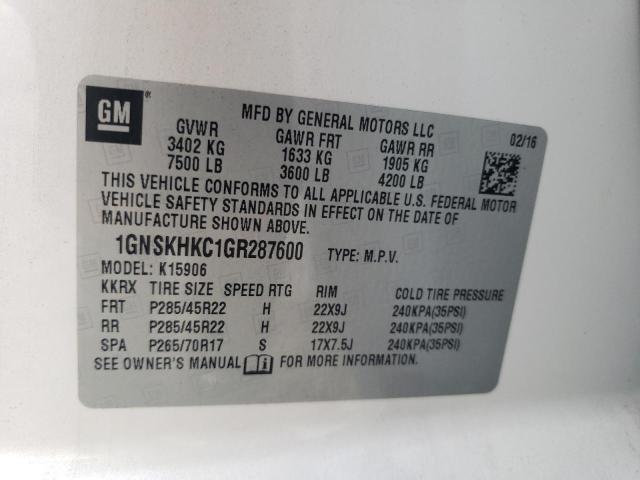 GM ®
MFD BY GENERAL MOTORS LLC 02/16
GVWR GAWR FRT GAWR RR
3402 KG 1633 KG 1905 KG
7500 LB 3600 LB 4200 LB
THIS VEHICLE CONFORMS TO ALL APPLICABLE U.S. FEDERAL MOTOR
VEHICLE SAFETY STANDARDS IN EFFECT ON THE DATE OF
MANUFACTURE SHOWN ABOVE.
1GNSKHKC1GR287600 TYPE: M.P.V.
MODEL: K15906
KKRX TIRE SIZE SPEED RTG RIM COLD TIRE PRESSURE
FRT P285/45R22 H 22X9J 240KPA(35PSI)
RR P285/45R22 H 22X9J 240KPA(35PSI)
SPA P265/70R17 S 17X7.5J 240KPA(35PSI)
SEE OWNER'S MANUAL FOR MORE INFORMATION.